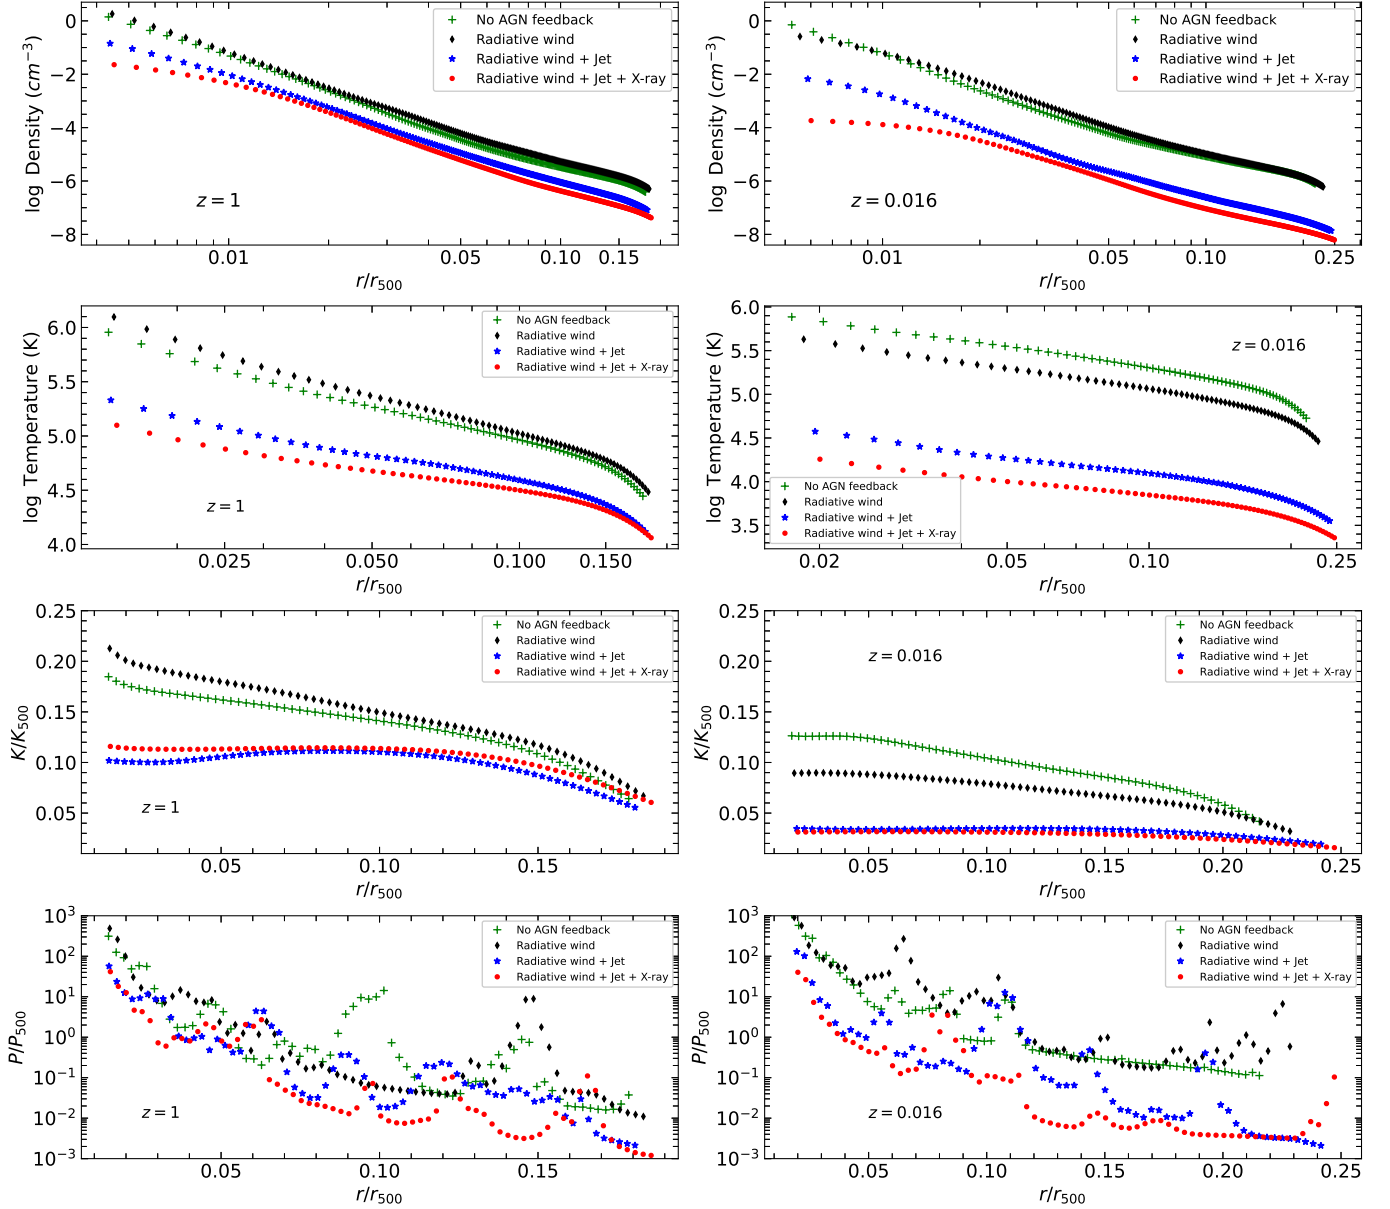 log Density (cm⁻³)
0
−2
−4
−6
−8
No AGN feedback
Radiative wind
Radiative wind + Jet
Radiative wind + Jet + X-ray
z = 1
0.01
0.05
0.10
0.15
r/r₅₀₀
log Density (cm⁻³)
0
−2
−4
−6
−8
No AGN feedback
Radiative wind
Radiative wind + Jet
Radiative wind + Jet + X-ray
z = 0.016
0.01
0.05
0.10
0.25
r/r₅₀₀
log Temperature (K)
6.0
5.5
5.0
4.5
4.0
No AGN feedback
Radiative wind
Radiative wind + Jet
Radiative wind + Jet + X-ray
z = 1
0.025
0.050
0.100
0.150
r/r₅₀₀
log Temperature (K)
6.0
5.5
5.0
4.5
4.0
3.5
z = 0.016
No AGN feedback
Radiative wind
Radiative wind + Jet
Radiative wind + Jet + X-ray
0.02
0.05
0.10
0.25
r/r₅₀₀
K/K₅₀₀
0.25
0.20
0.15
0.10
0.05
No AGN feedback
Radiative wind
Radiative wind + Jet
Radiative wind + Jet + X-ray
z = 1
0.05
0.10
0.15
r/r₅₀₀
K/K₅₀₀
0.25
0.20
0.15
0.10
0.05
No AGN feedback
Radiative wind
Radiative wind + Jet
Radiative wind + Jet + X-ray
z = 0.016
0.05
0.10
0.15
0.20
0.25
r/r₅₀₀
P/P₅₀₀
10³
10²
10¹
10⁰
10⁻¹
10⁻²
10⁻³
No AGN feedback
Radiative wind
Radiative wind + Jet
Radiative wind + Jet + X-ray
z = 1
0.05
0.10
0.15
r/r₅₀₀
P/P₅₀₀
10³
10²
10¹
10⁰
10⁻¹
10⁻²
10⁻³
No AGN feedback
Radiative wind
Radiative wind + Jet
Radiative wind + Jet + X-ray
z = 0.016
0.05
0.10
0.15
0.20
0.25
r/r₅₀₀